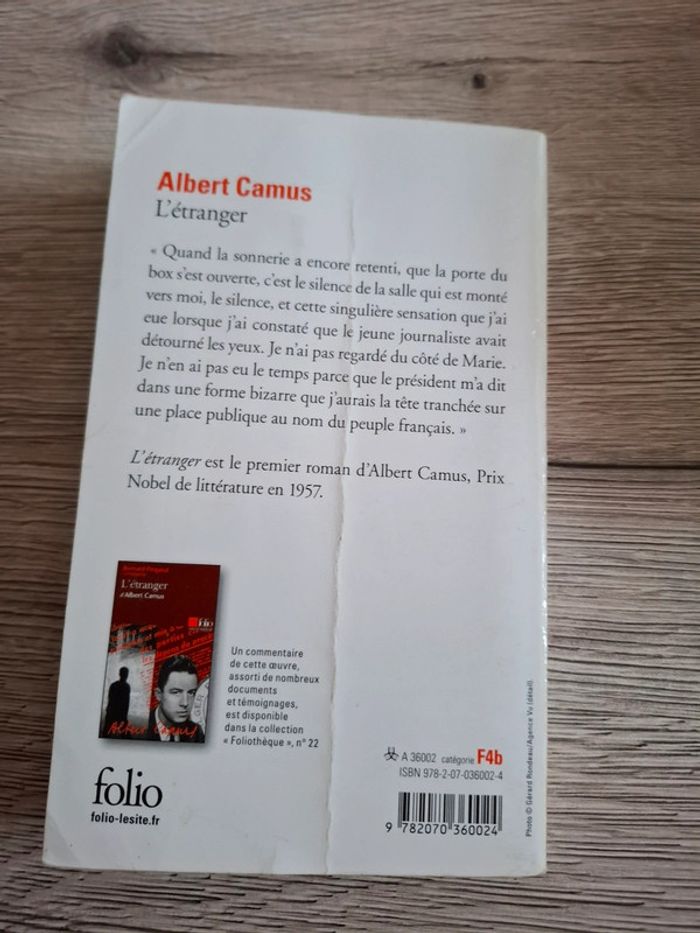 Albert Camus
L'étranger
« Quand la sonnerie a encore retenti, que la porte du
box s'est ouverte, c'est le silence de la salle qui est monté
vers moi, le silence, et cette singulière sensation que j'ai
eue lorsque j'ai constaté que le jeune journaliste avait
détourné les yeux. Je n'ai pas regardé du côté de Marie.
Je n'en ai pas eu le temps parce que le président m'a dit
dans une forme bizarre que j'aurais la tête tranchée sur
une place publique au nom du peuple français. »
L'étranger est le premier roman d'Albert Camus, Prix
Nobel de littérature en 1957.
L'étranger
d'Albert Camus
folio
Albert Camus
Un commentaire
de cette œuvre,
assorti de nombreux
documents
et témoignages,
est disponible
dans la collection
« Foliothèque », n° 22
folio
folio-lesite.fr
A 36002 catégorie F4b
ISBN 978-2-07-036002-4
9 782070 360024
Photo © Gérard Rondeau/Agence Vu (détail).